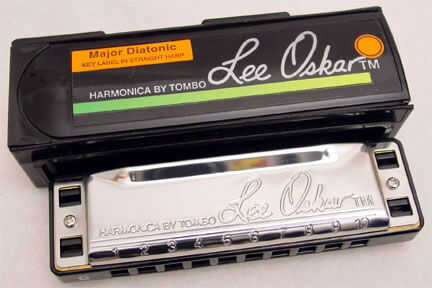 Major Diatonic
KEY LABEL IN STRAIGHT HARP
Lee Oskar TM
HARMONICA BY TOMBO
HARMONICA BY TOMBO Lee Oskar TM
1 2 3 4 5 6 7 8 9 10